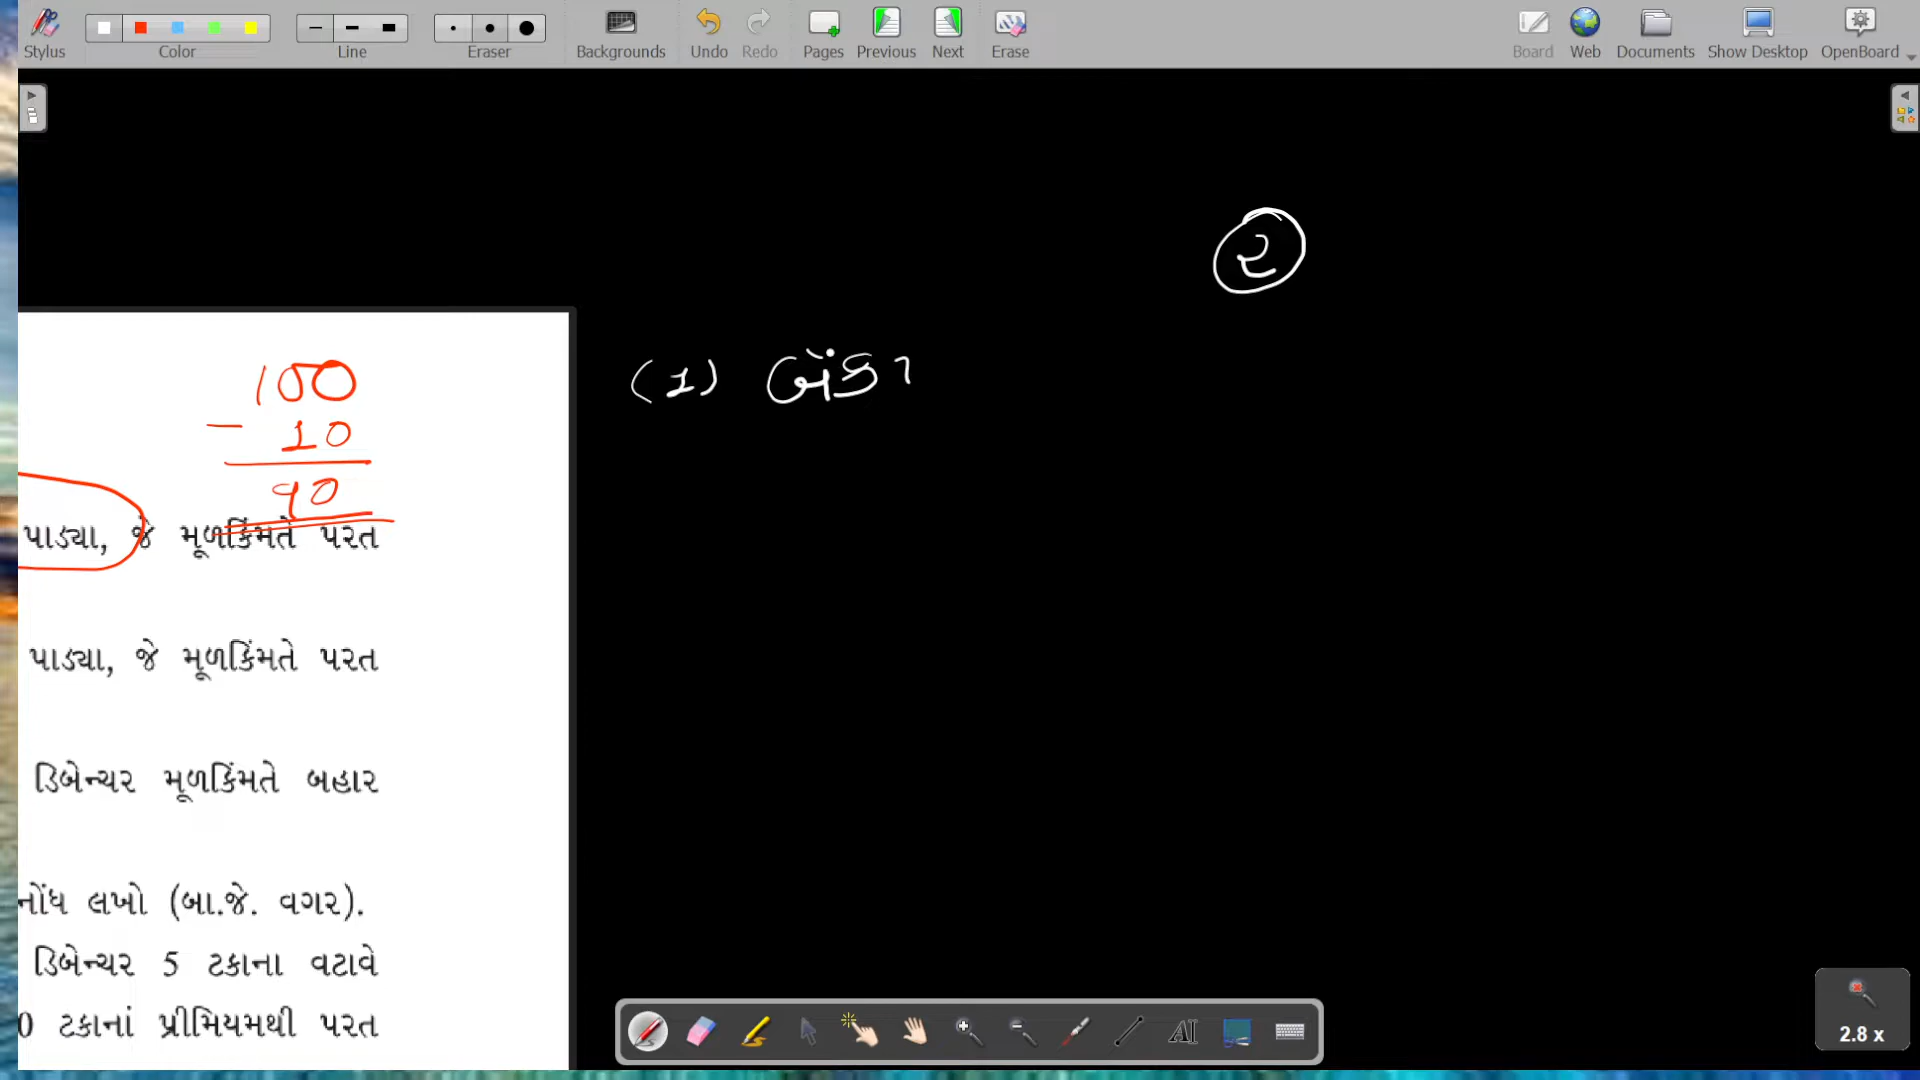 Stylus
Color
Line
Eraser
Backgrounds
Undo
Redo
Pages
Previous
Next
Erase
Board
Web
Documents
Show Desktop
OpenBoard
૨
100
- 10
90
(1) બેંક
પાડ્યા, જે મૂળકિંમતે પરત
પાડ્યા, જે મૂળકિંમતે પરત
ડિબેન્ચર મૂળકિંમતે બહાર
નોંધ લખો (બા.જે. વગર).
ડિબેન્ચર 5 ટકાના વટાવે
0 ટકાનાં પ્રીમિયમથી પરત
AI
2.8 x